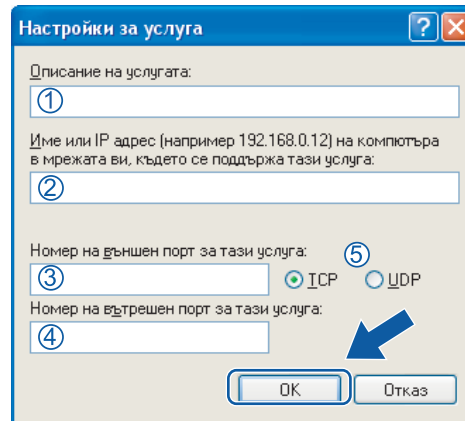 Настройки за услуга
Описание на услугата:
①
Име или IP адрес (например 192.168.0.12) на компютъра
в мрежата ви, където се поддържа тази услуга:
②
Номер на външен порт за тази услуга:
⑤
③
TCP
UDP
Номер на вътрешен порт за тази услуга:
④
OK
Отказ